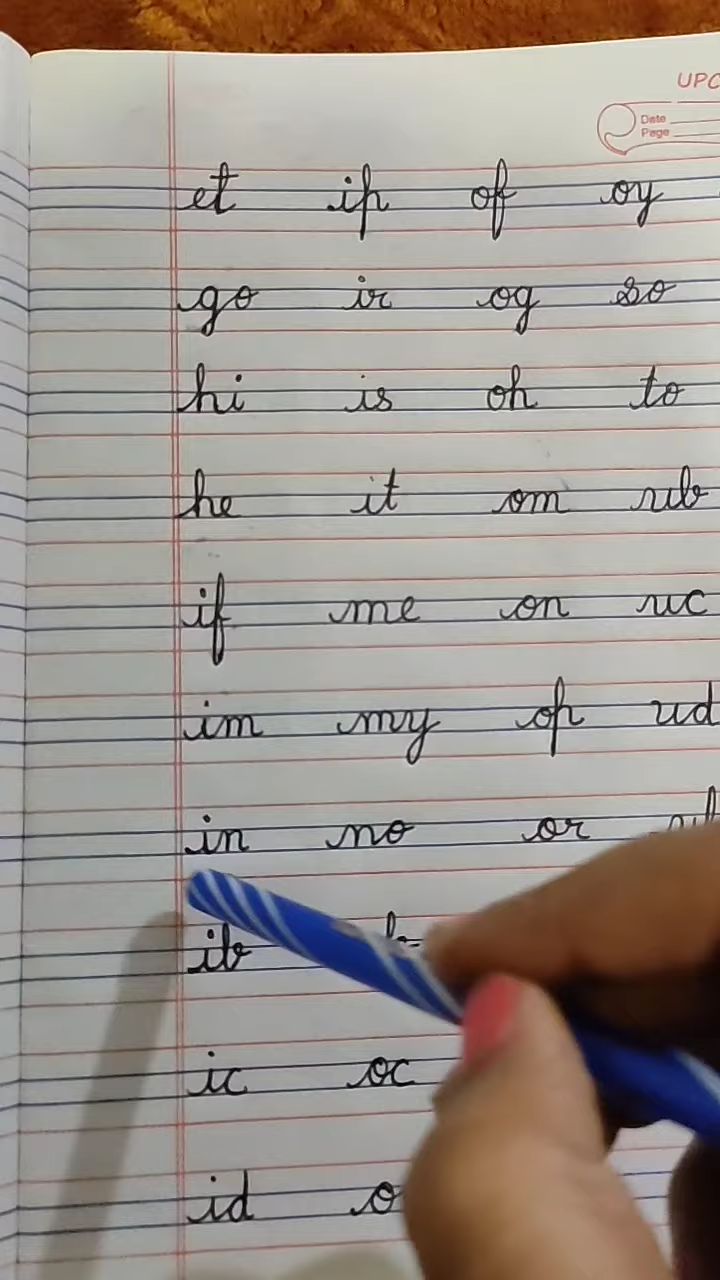 UPC
Date
Page
et ip of oy
go ir og so
hi is oh to
he it om ub
if me on uc
im my op ud
in no or
ib
ic oc
id